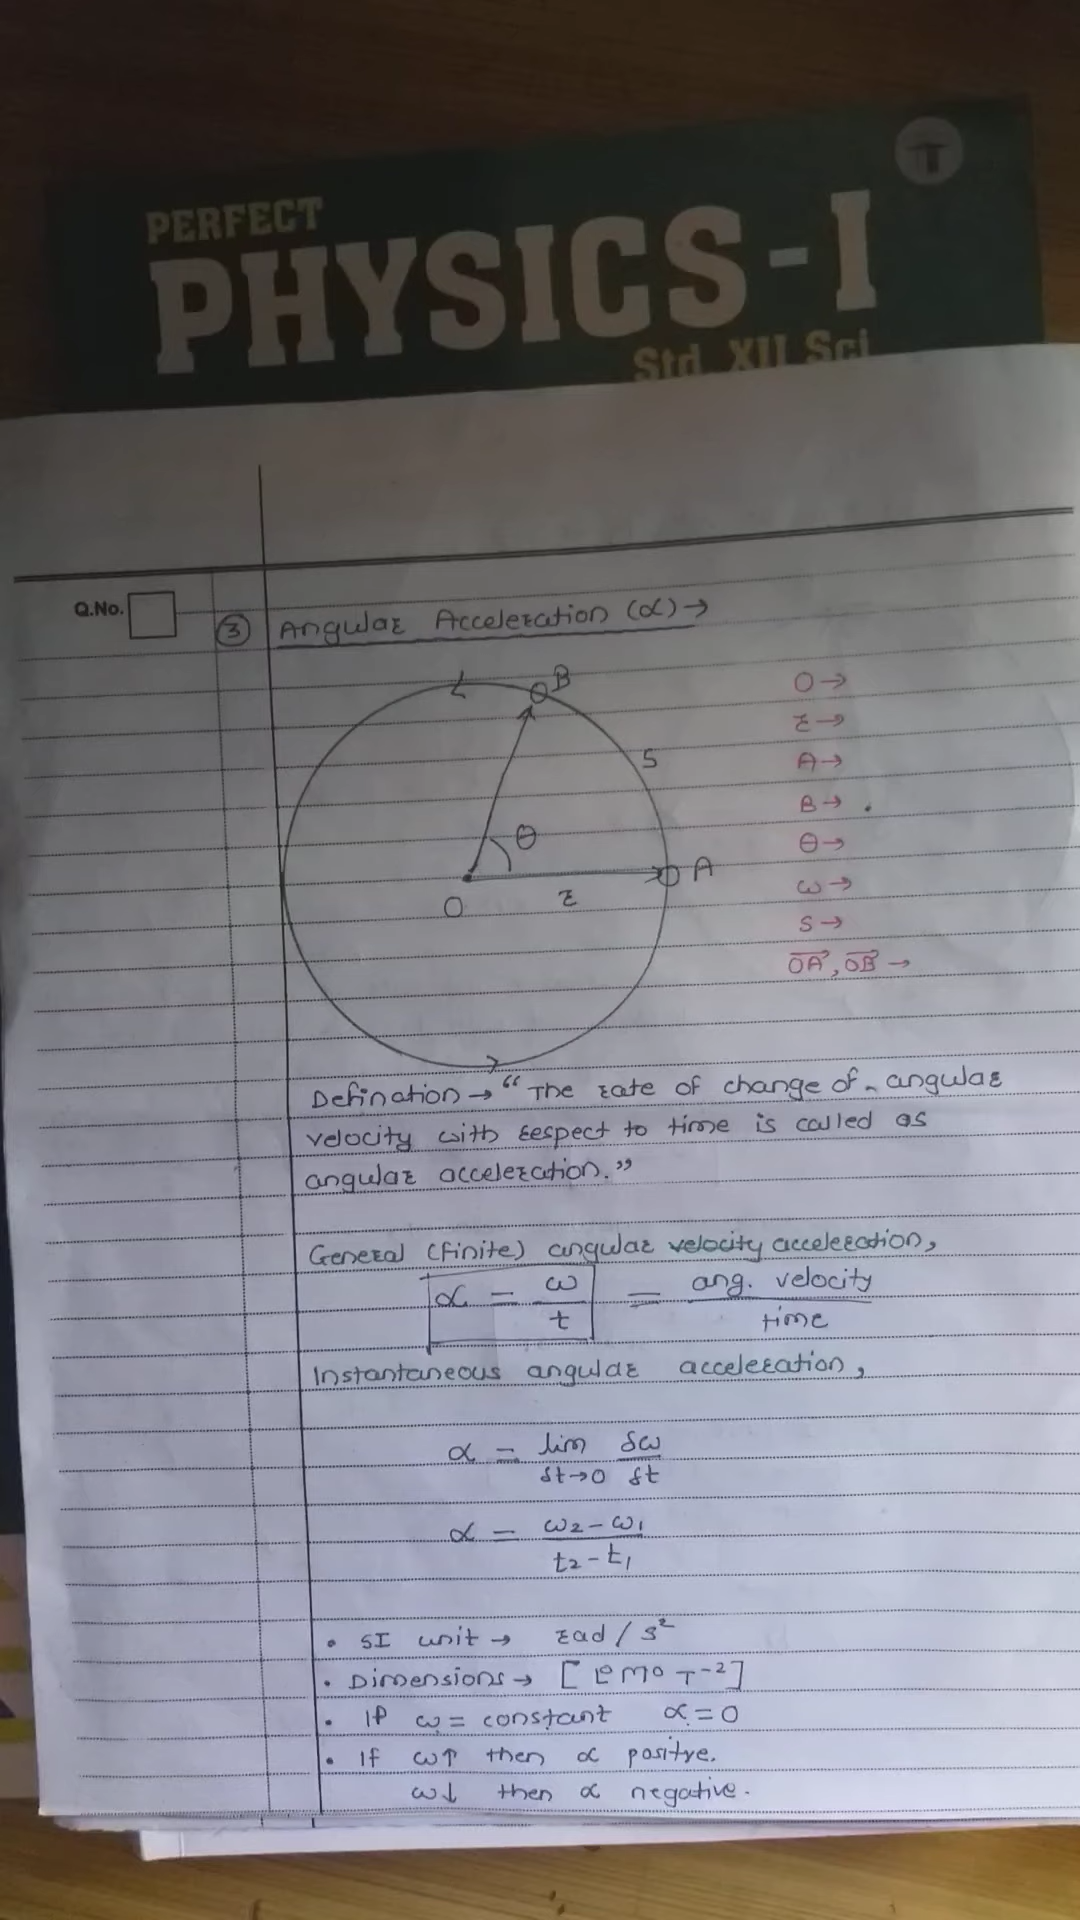 PERFECT
PHYSICS-I
Std. XII Sci.
T
Q.No.
③ Angular Acceleration (α) →
B
S
θ
A
O
r
O →
r →
A →
B → .
θ →
ω →
S →
OA, OB →
Defination → “ The rate of change of angular
velocity with respect to time is called as
angular acceleration.”
General (finite) angular velocity acceleration,
α = ω/t = ang. velocity/time
Instantaneous angular acceleration,
α = lim δt→0 δω/δt
α = ω₂-ω₁/t₂-t₁
• SI unit → rad / s²
• Dimensions → [L⁰M⁰T⁻²]
• If ω = constant α = 0
• If ω↑ then α positve.
ω↓ then α negative.